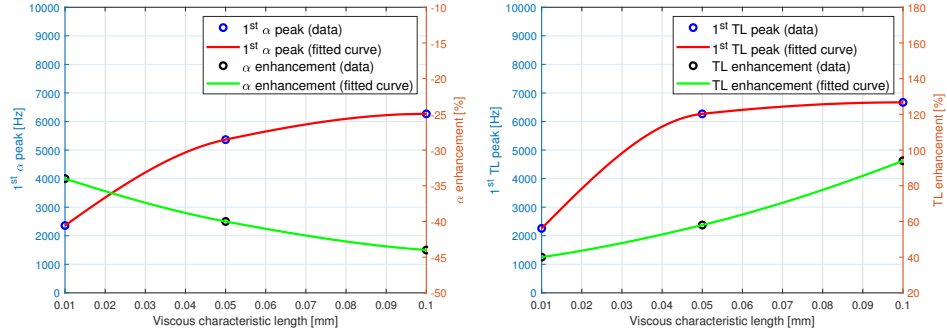 1st α peak (data)
1st α peak (fitted curve)
α enhancement (data)
α enhancement (fitted curve)
10000
9000
8000
7000
6000
5000
4000
3000
2000
1000
0
1st α peak [Hz]
-10
-15
-20
-25
-30
-35
-40
-45
-50
α enhancement [%]
0.01 0.02 0.03 0.04 0.05 0.06 0.07 0.08 0.09 0.1
Viscous characteristic length [mm]
1st TL peak (data)
1st TL peak (fitted curve)
TL enhancement (data)
TL enhancement (fitted curve)
10000
9000
8000
7000
6000
5000
4000
3000
2000
1000
0
1st TL peak [Hz]
180
160
140
120
100
80
60
40
20
TL enhancement [%]
0.01 0.02 0.03 0.04 0.05 0.06 0.07 0.08 0.09 0.1
Viscous characteristic length [mm]